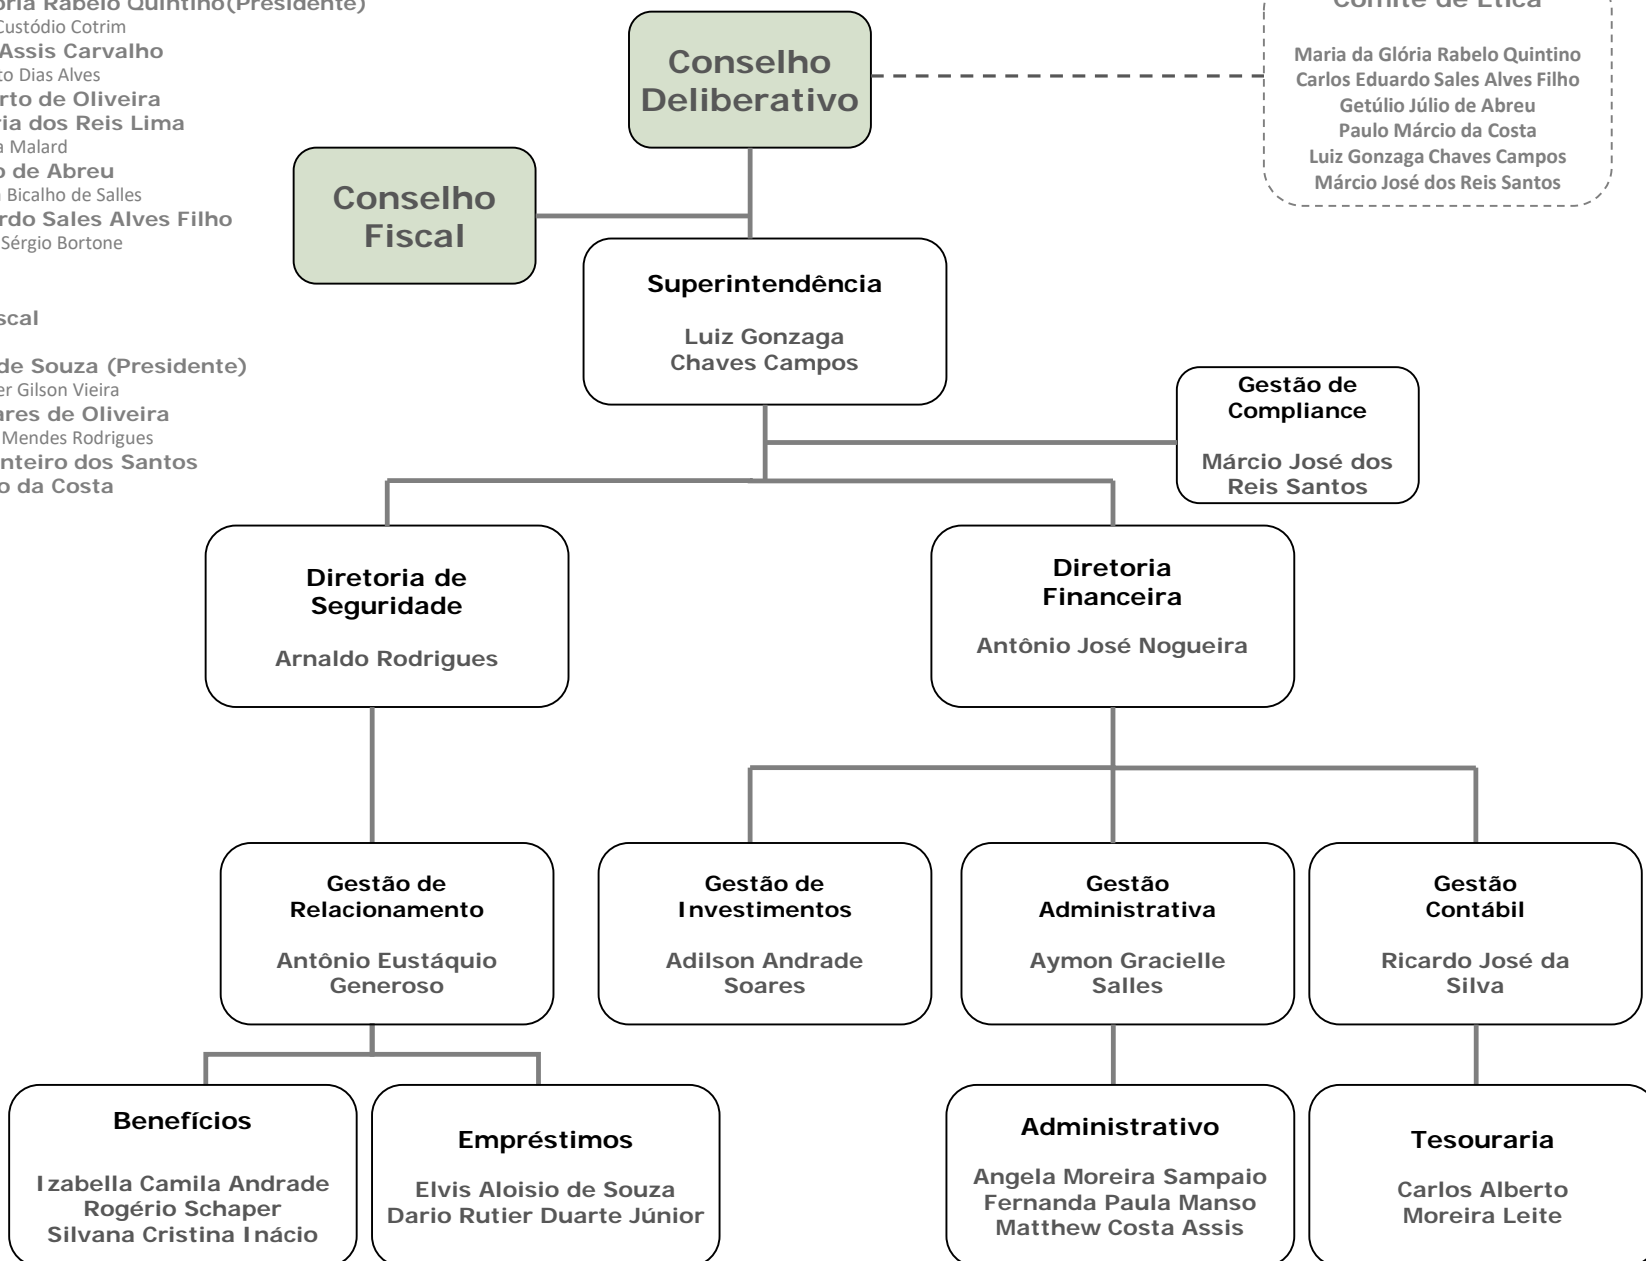 Rabelo Quintino(Presidente)
Custódio Cotrim
Assis Carvalho
Dias Alves
de Oliveira
dos Reis Lima
Malard
de Abreu
Bicalho de Salles
Sales Alves Filho
Sérgio Bortone
de Souza (Presidente)
Gilson Vieira
de Oliveira
Mendes Rodrigues
dos Santos
da Costa
Conselho
Deliberativo
Comitê de Ética
Maria da Glória Rabelo Quintino
Carlos Eduardo Sales Alves Filho
Getúlio Júlio de Abreu
Paulo Márcio da Costa
Luiz Gonzaga Chaves Campos
Márcio José dos Reis Santos
Conselho
Fiscal
Superintendência
Luiz Gonzaga
Chaves Campos
Gestão de
Compliance
Márcio José dos
Reis Santos
Diretoria de
Seguridade
Arnaldo Rodrigues
Diretoria
Financeira
Antônio José Nogueira
Gestão de
Relacionamento
Antônio Eustáquio
Generoso
Gestão de
Investimentos
Adilson Andrade
Soares
Gestão
Administrativa
Aymon Gracielle
Salles
Gestão
Contábil
Ricardo José da
Silva
Benefícios
Izabella Camila Andrade
Rogério Schaper
Silvana Cristina Inácio
Empréstimos
Elvis Aloisio de Souza
Dario Rutier Duarte Júnior
Administrativo
Angela Moreira Sampaio
Fernanda Paula Manso
Matthew Costa Assis
Tesouraria
Carlos Alberto
Moreira Leite